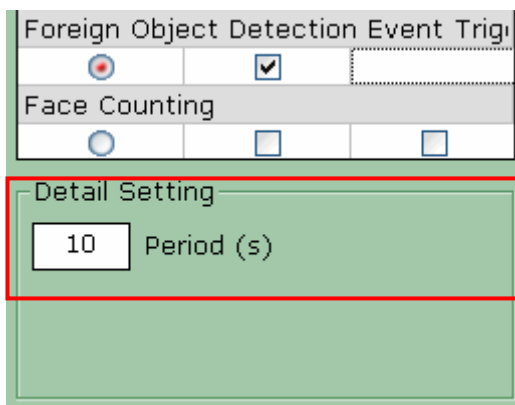 Foreign Object Detection Event
Face Counting
Detail Setting
10 Period (s)